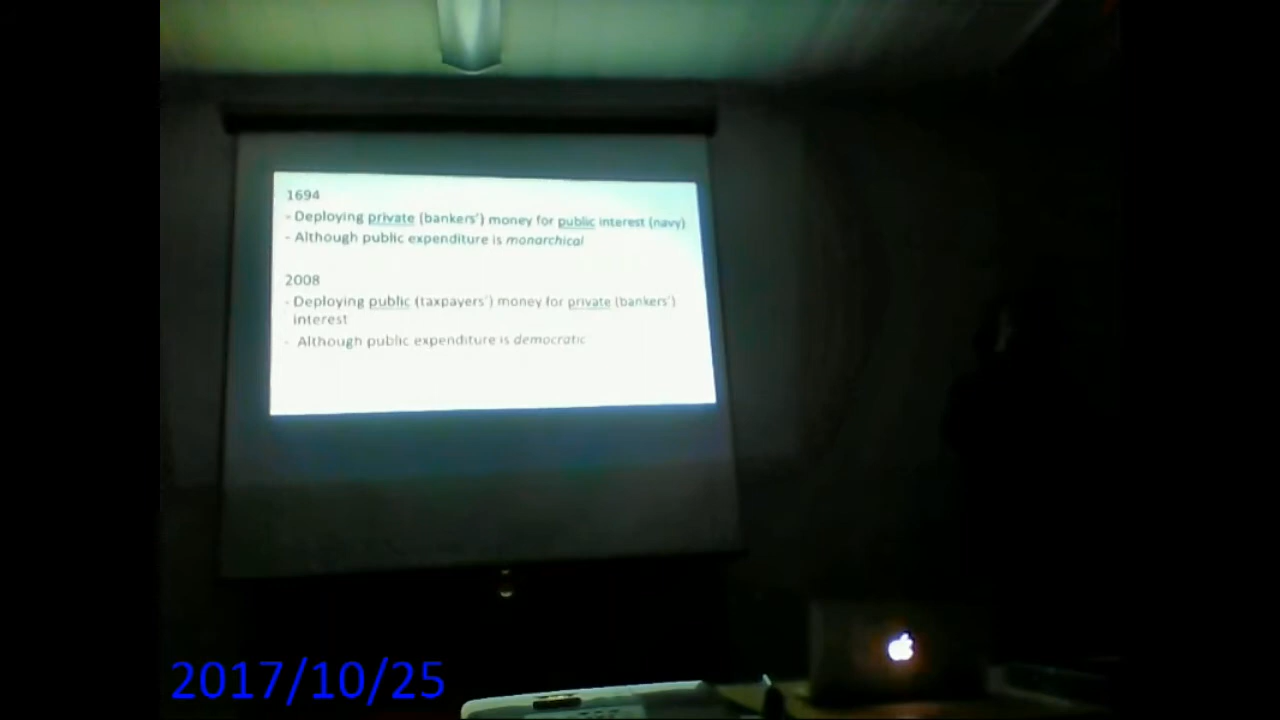 1694
- Deploying private (bankers') money for public interest (navy)
- Although public expenditure is monarchical
2008
- Deploying public (taxpayers') money for private (bankers')
interest
- Although public expenditure is democratic
2017/10/25